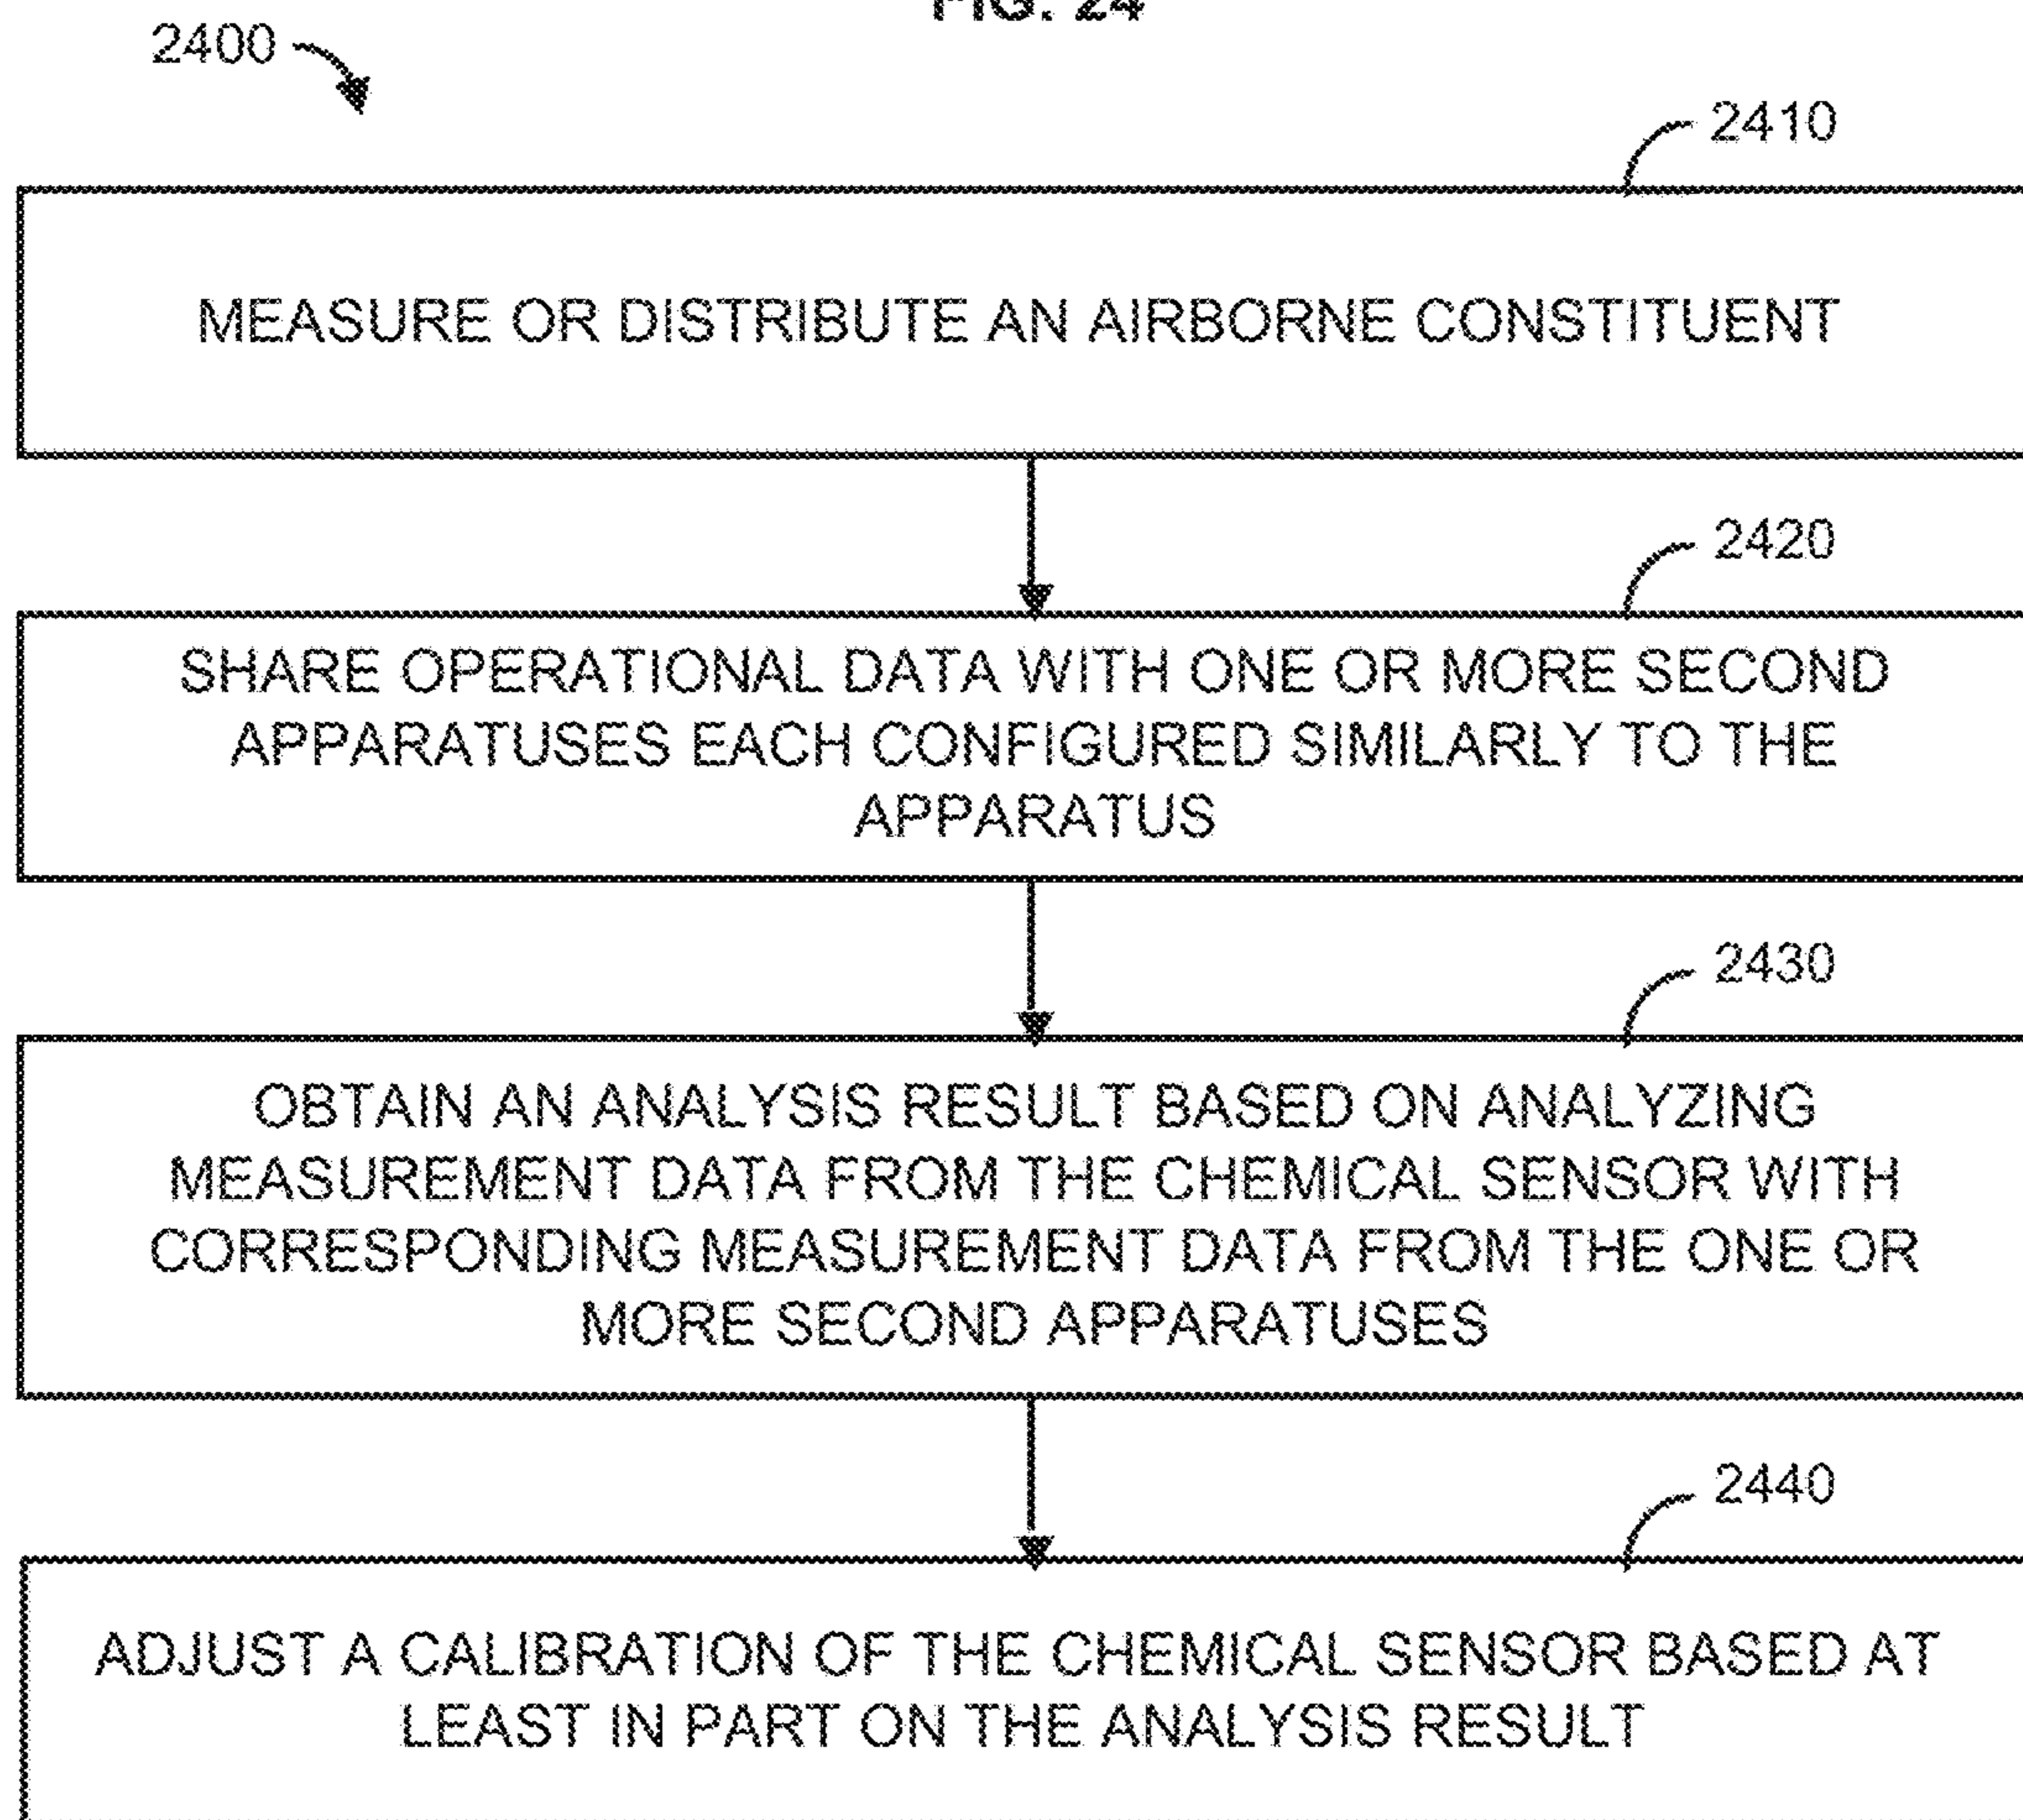 FIG. 24
2400
2410
MEASURE OR DISTRIBUTE AN AIRBORNE CONSTITUENT
2420
SHARE OPERATIONAL DATA WITH ONE OR MORE SECOND
APPARATUSES EACH CONFIGURED SIMILARLY TO THE
APPARATUS
2430
OBTAIN AN ANALYSIS RESULT BASED ON ANALYZING
MEASUREMENT DATA FROM THE CHEMICAL SENSOR WITH
CORRESPONDING MEASUREMENT DATA FROM THE ONE OR
MORE SECOND APPARATUSES
2440
ADJUST A CALIBRATION OF THE CHEMICAL SENSOR BASED AT
LEAST IN PART ON THE ANALYSIS RESULT